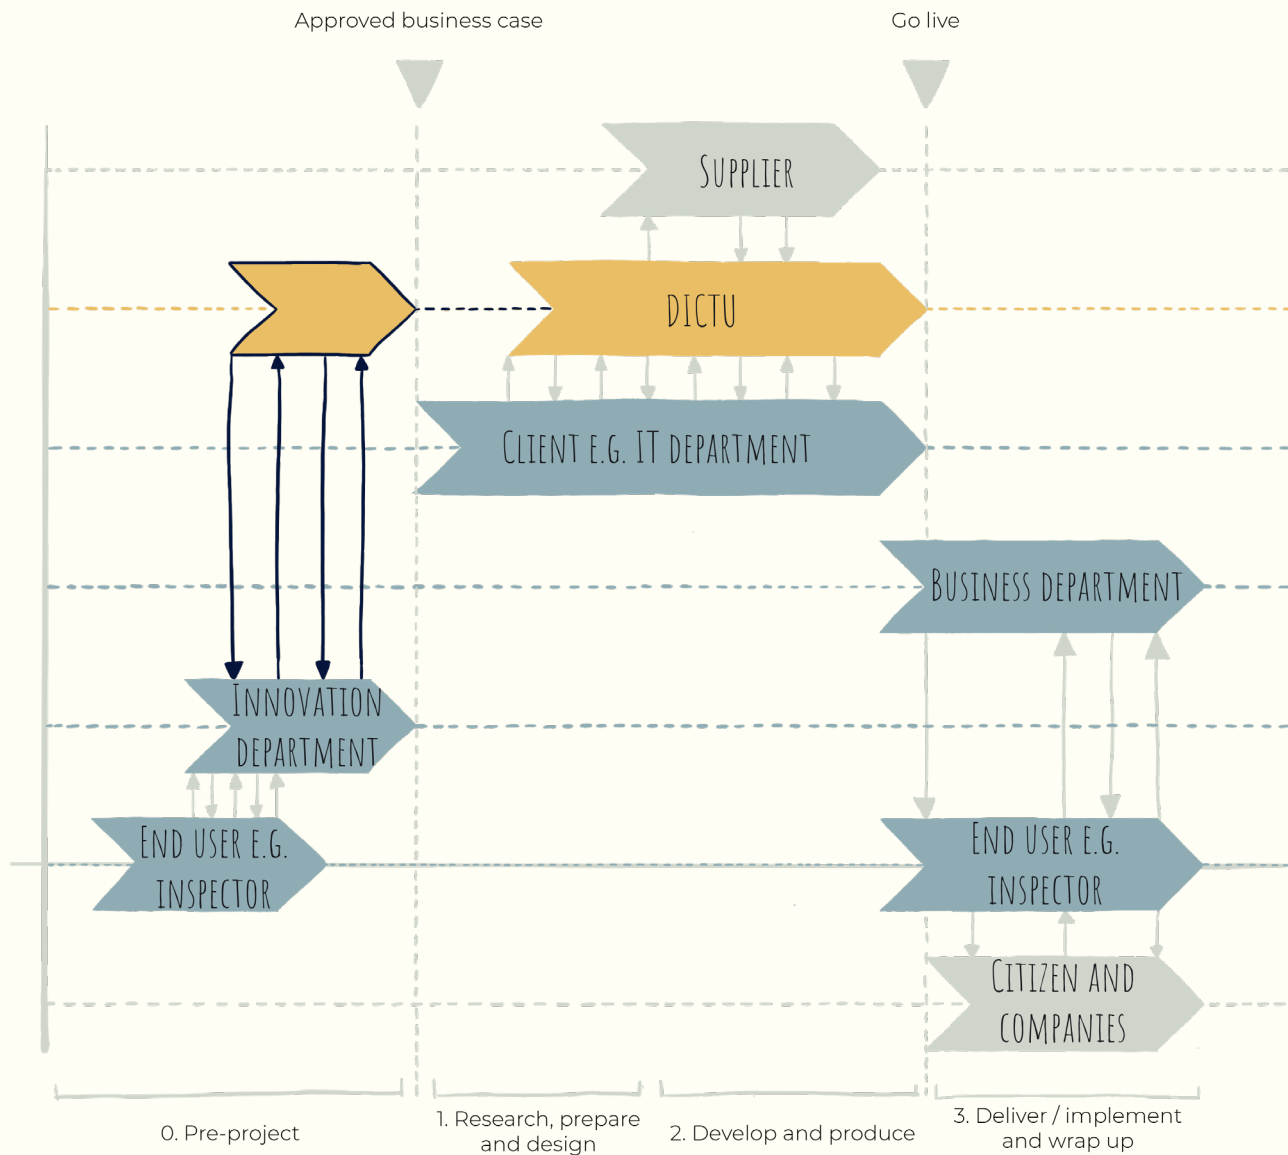 Approved business case
Go live
SUPPLIER
DICTU
CLIENT E.G. IT DEPARTMENT
BUSINESS DEPARTMENT
INNOVATION
DEPARTMENT
END USER E.G.
INSPECTOR
END USER E.G.
INSPECTOR
CITIZEN AND
COMPANIES
0. Pre-project
1. Research, prepare
and design
2. Develop and produce
3. Deliver / implement
and wrap up